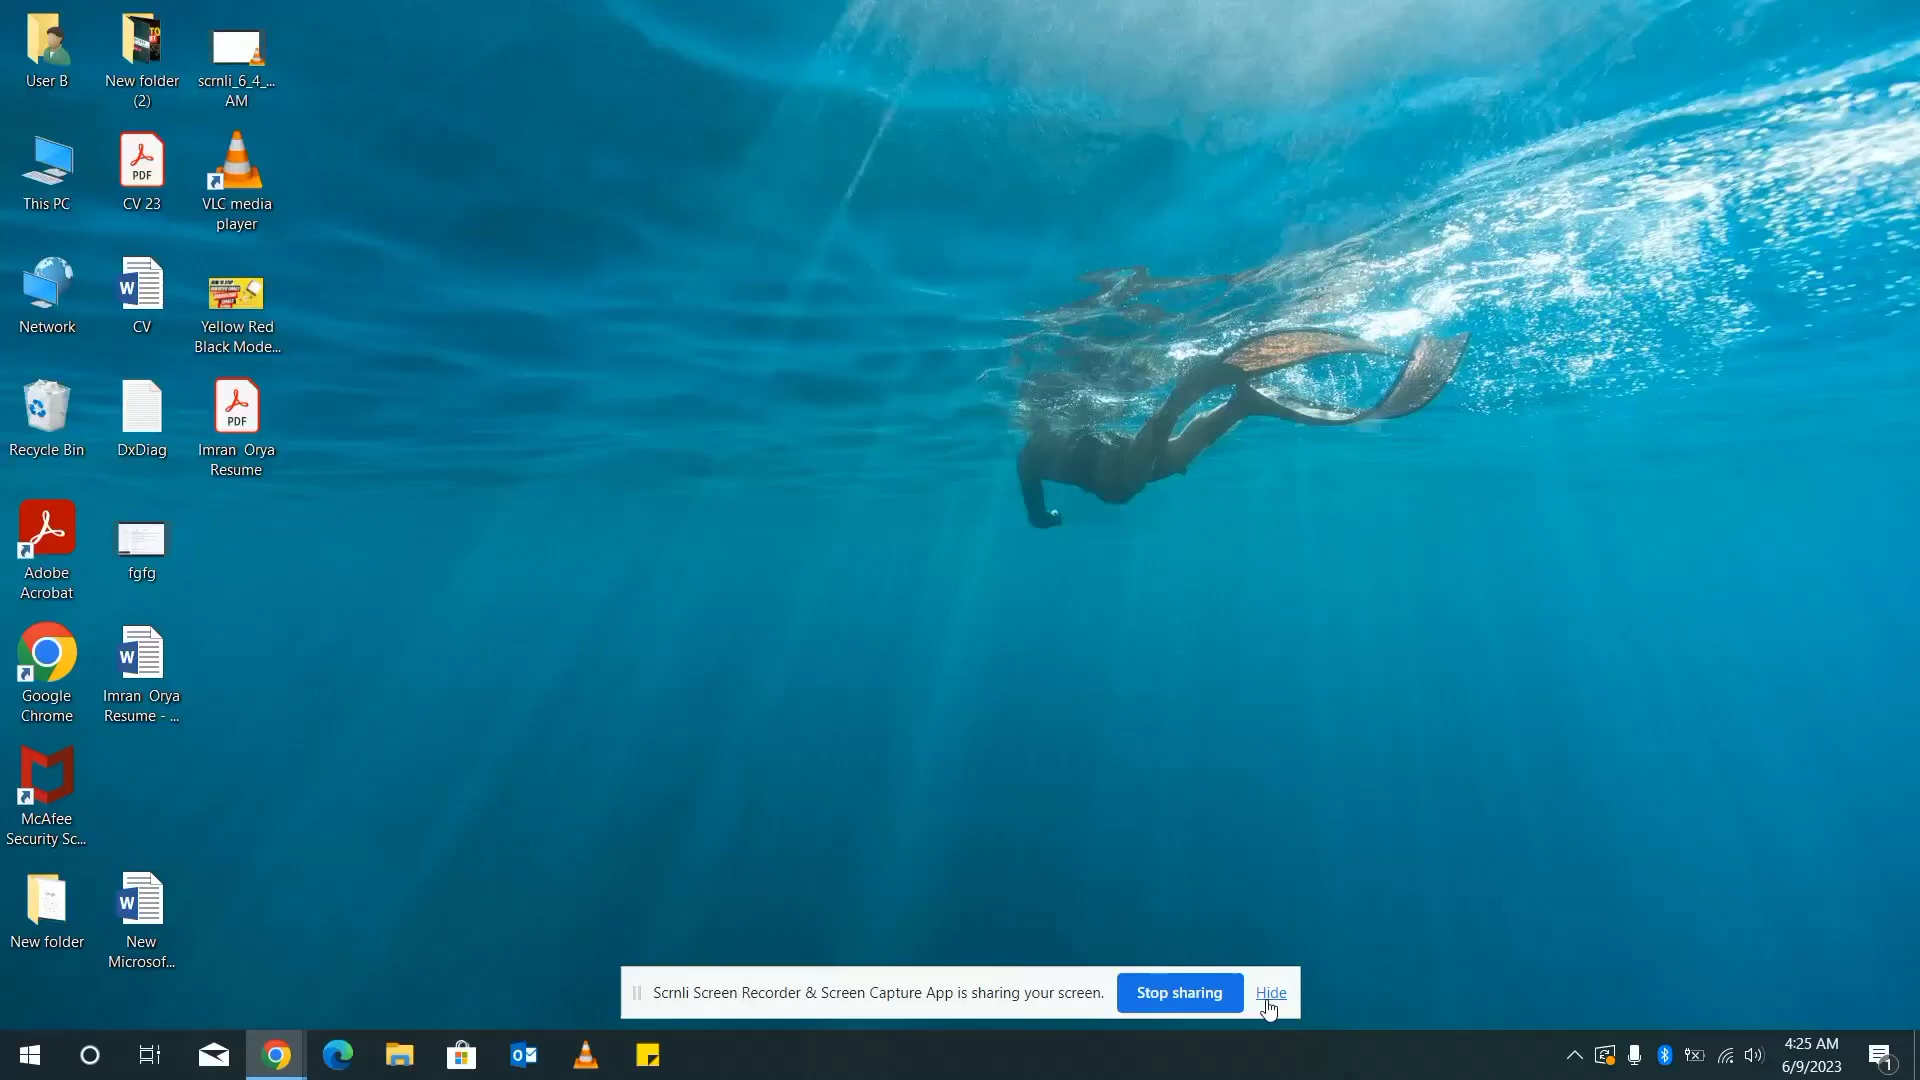 User B
New folder
(2)
scrnli_6_4_...
AM
This PC
PDF
CV 23
VLC media
player
Network
W
CV
Yellow Red
Black Mode...
Recycle Bin
DxDiag
PDF
Imran Orya
Resume
Adobe
Acrobat
fgfg
Google
Chrome
W
Imran Orya
Resume - ...
McAfee
Security Sc...
New folder
W
New
Microsof...
Scrnli Screen Recorder & Screen Capture App is sharing your screen.
Stop sharing
Hide
4:25 AM
6/9/2023
1